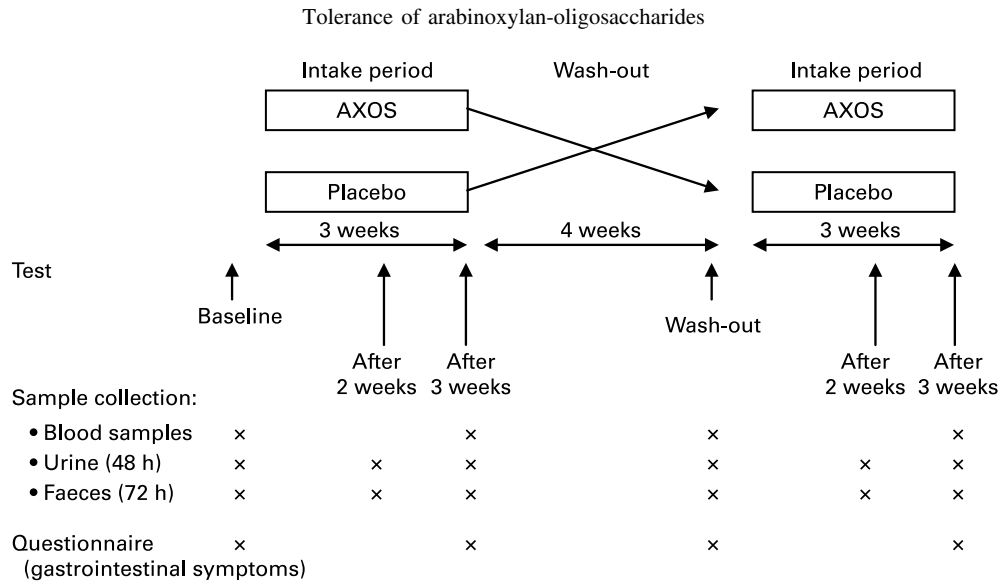 Tolerance of arabinoxylan-oligosaccharides
Intake period Wash-out Intake period
AXOS AXOS
Placebo Placebo
3 weeks 4 weeks 3 weeks
Test
Baseline Wash-out
After After After After
2 weeks 3 weeks 2 weeks 3 weeks
Sample collection:
• Blood samples × × × ×
• Urine (48 h) × × × × × ×
• Faeces (72 h) × × × × × ×
Questionnaire × × × ×
(gastrointestinal symptoms)